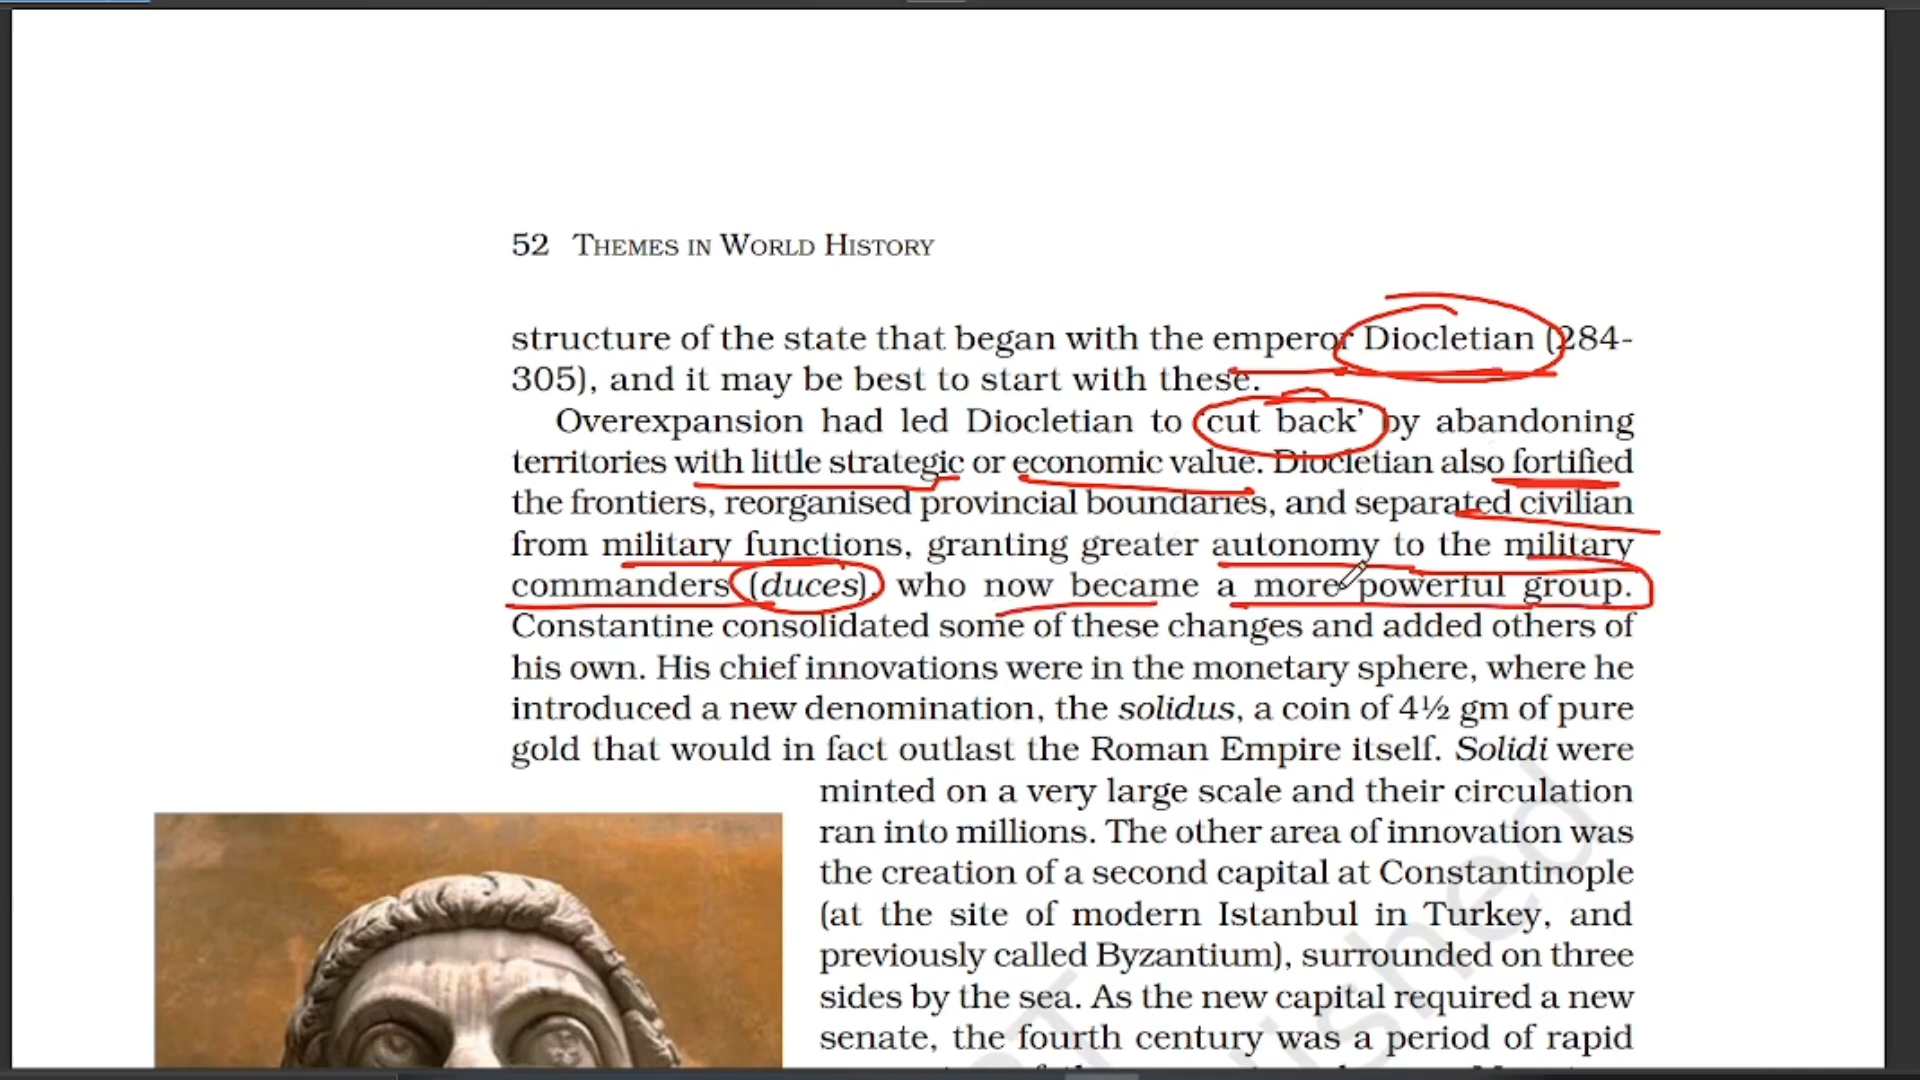 52 THEMES IN WORLD HISTORY
structure of the state that began with the emperor Diocletian (284-
305), and it may be best to start with these.
Overexpansion had led Diocletian to ‘cut back’ by abandoning
territories with little strategic or economic value. Diocletian also fortified
the frontiers, reorganised provincial boundaries, and separated civilian
from military functions, granting greater autonomy to the military
commanders (duces), who now became a more powerful group.
Constantine consolidated some of these changes and added others of
his own. His chief innovations were in the monetary sphere, where he
introduced a new denomination, the solidus, a coin of 4½ gm of pure
gold that would in fact outlast the Roman Empire itself. Solidi were
minted on a very large scale and their circulation
ran into millions. The other area of innovation was
the creation of a second capital at Constantinople
(at the site of modern Istanbul in Turkey, and
previously called Byzantium), surrounded on three
sides by the sea. As the new capital required a new
senate, the fourth century was a period of rapid